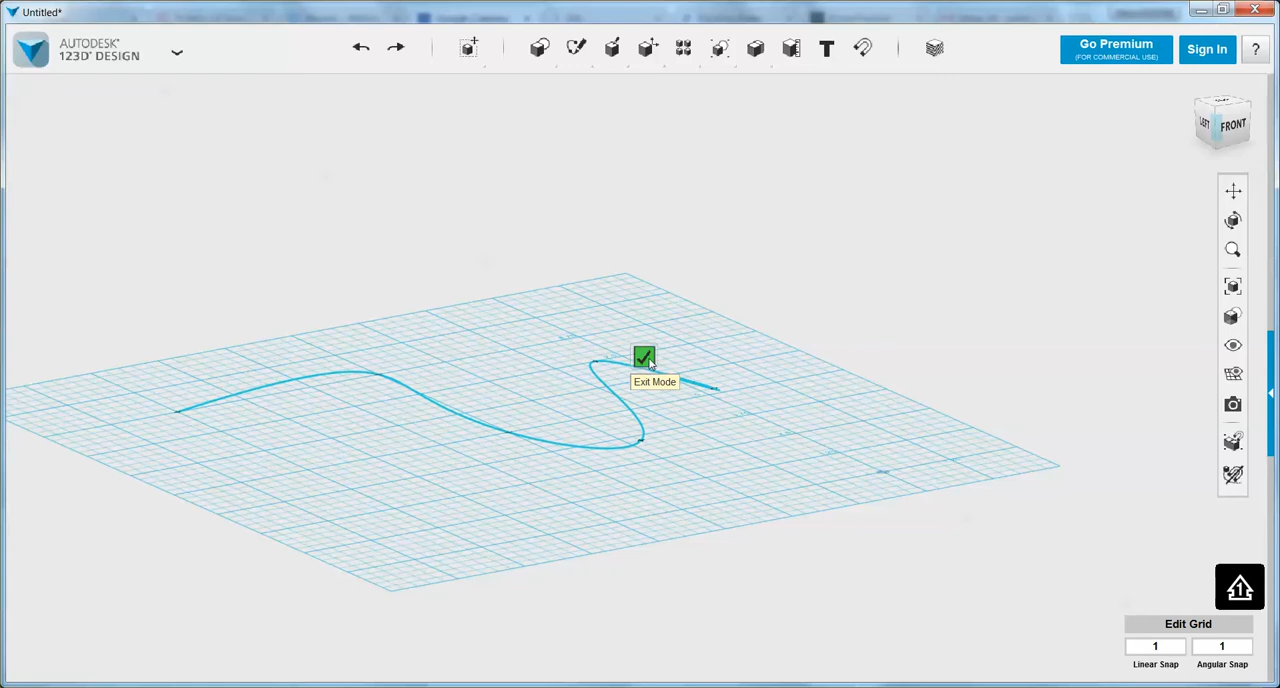 Untitled*
AUTODESK®
123D® DESIGN
Go Premium
(FOR COMMERCIAL USE)
Sign In
?
T
LEFT
FRONT
Exit Mode
1
Edit Grid
1
1
Linear Snap
Angular Snap